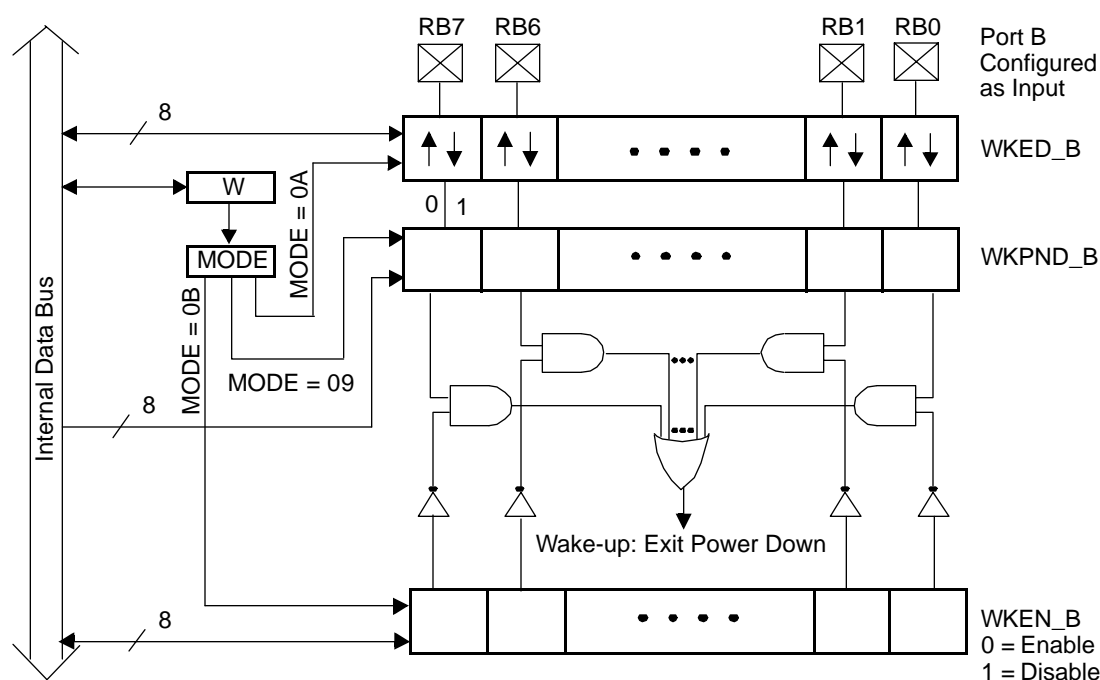 RB7
RB6
RB1
RB0
Port B
Configured
as Input
8
WKED_B
W
MODE = 0A
0
1
MODE
WKPND_B
Internal Data Bus
MODE = 0B
MODE = 09
8
Wake-up: Exit Power Down
8
WKEN_B
0 = Enable
1 = Disable